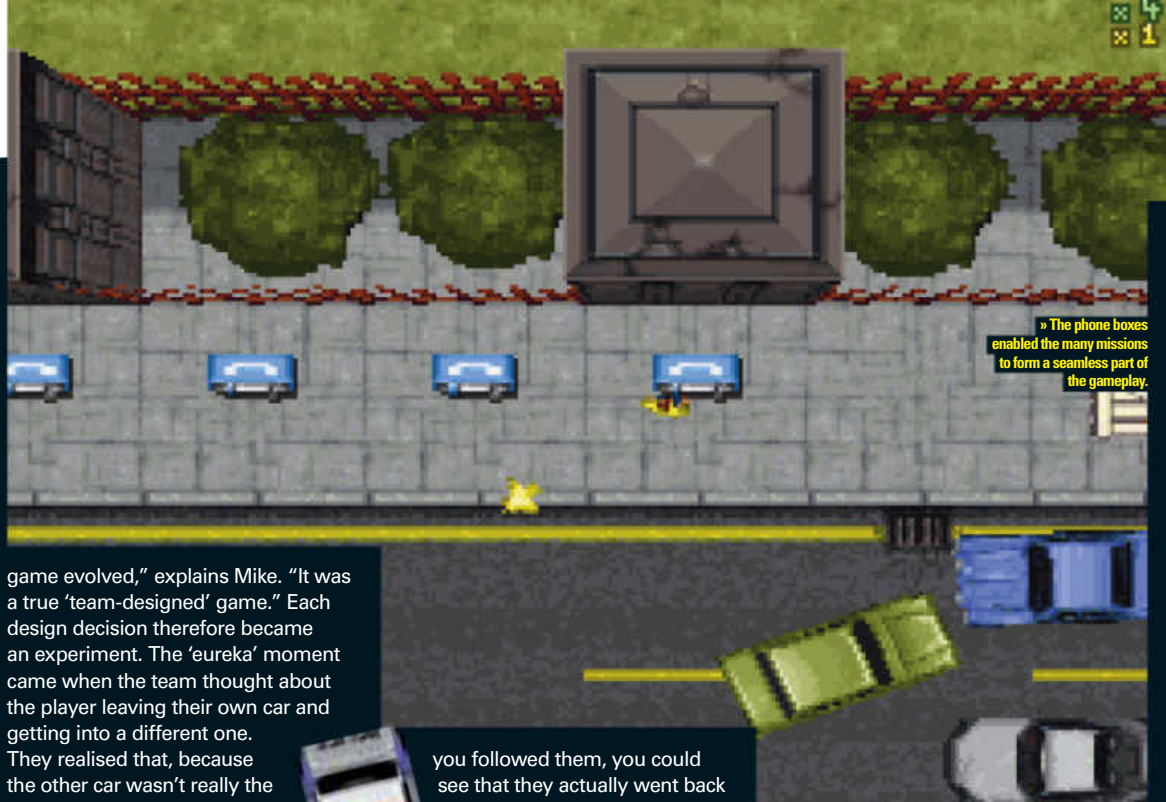 x 4
x 1
» The phone boxes
enabled the many missions
to form a seamless part of
the gameplay.
game evolved,” explains Mike. “It was
a true ‘team-designed’ game.” Each
design decision therefore became
an experiment. The ‘eureka’ moment
came when the team thought about
the player leaving their own car and
getting into a different one.
They realised that, because
the other car wasn’t really the
you followed them, you could
see that they actually went back